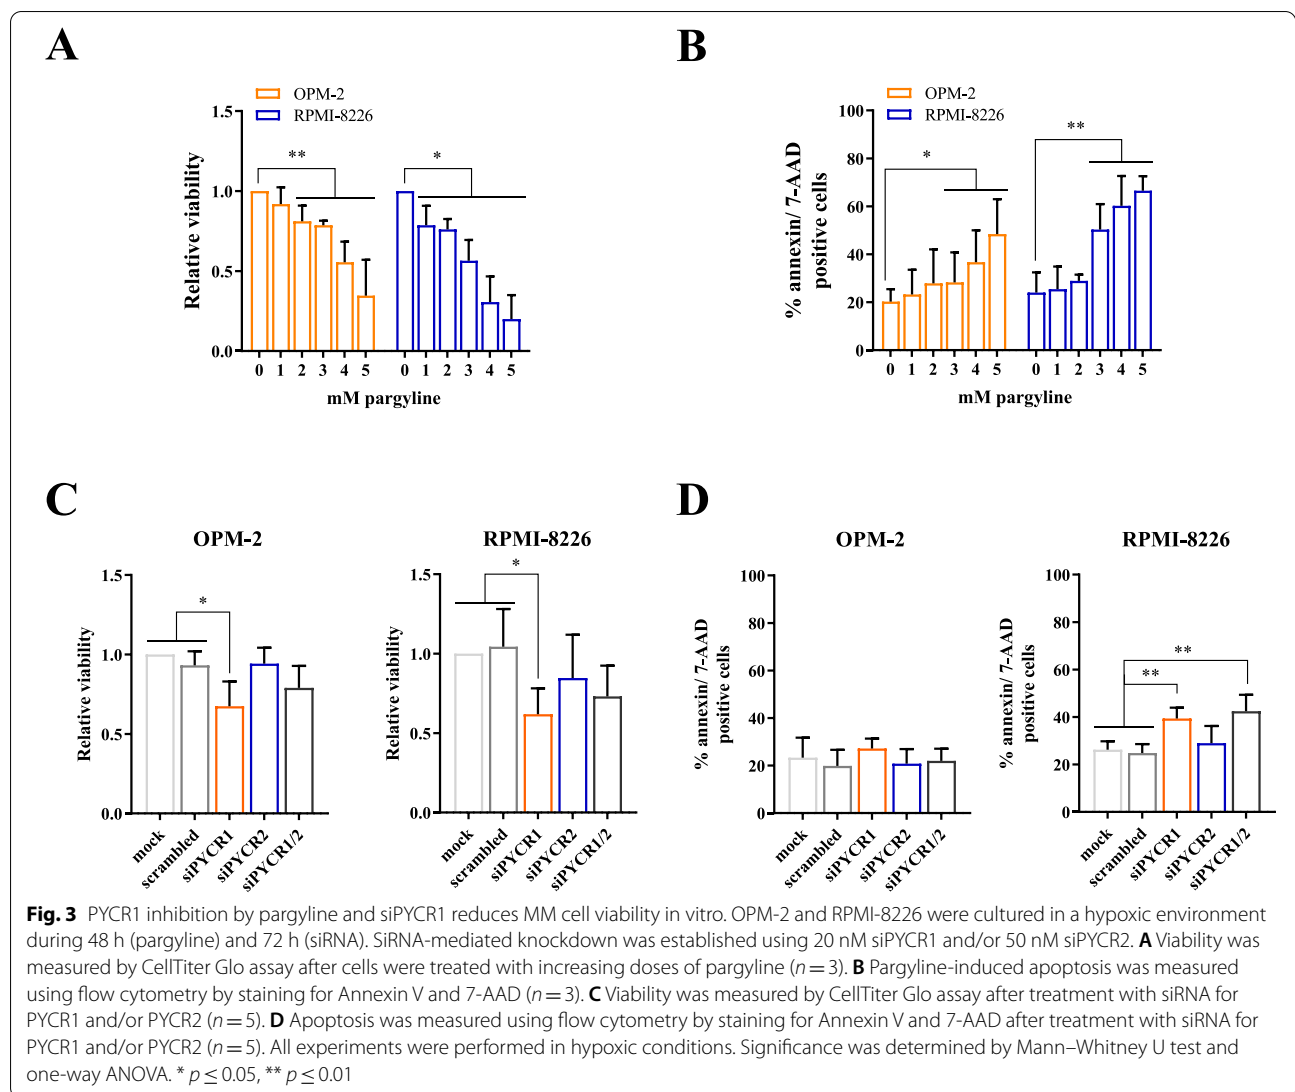 A
OPM-2
RPMI-8226
Relative viability
1.5
1.0
0.5
0.0
**
*
0 1 2 3 4 5 0 1 2 3 4 5
mM pargyline
B
OPM-2
RPMI-8226
% annexin/ 7-AAD
positive cells
100
80
60
40
20
0
*
**
0 1 2 3 4 5 0 1 2 3 4 5
mM pargyline
C
OPM-2
Relative viability
1.5
1.0
0.5
0.0
*
mock
scrambled
siPYCR1
siPYCR2
siPYCR1/2
RPMI-8226
Relative viability
1.5
1.0
0.5
0.0
*
mock
scrambled
siPYCR1
siPYCR2
siPYCR1/2
D
OPM-2
% annexin/ 7-AAD
positive cells
100
80
60
40
20
0
mock
scrambled
siPYCR1
siPYCR2
siPYCR1/2
RPMI-8226
% annexin/ 7-AAD
positive cells
100
80
60
40
20
0
**
**
mock
scrambled
siPYCR1
siPYCR2
siPYCR1/2
Fig. 3 PYCR1 inhibition by pargyline and siPYCR1 reduces MM cell viability in vitro. OPM-2 and RPMI-8226 were cultured in a hypoxic environment
during 48 h (pargyline) and 72 h (siRNA). SiRNA-mediated knockdown was established using 20 nM siPYCR1 and/or 50 nM siPYCR2. A Viability was
measured by CellTiter Glo assay after cells were treated with increasing doses of pargyline (n = 3). B Pargyline-induced apoptosis was measured
using flow cytometry by staining for Annexin V and 7-AAD (n = 3). C Viability was measured by CellTiter Glo assay after treatment with siRNA for
PYCR1 and/or PYCR2 (n = 5). D Apoptosis was measured using flow cytometry by staining for Annexin V and 7-AAD after treatment with siRNA for
PYCR1 and/or PYCR2 (n = 5). All experiments were performed in hypoxic conditions. Significance was determined by Mann–Whitney U test and
one-way ANOVA. * p ≤ 0.05, ** p ≤ 0.01